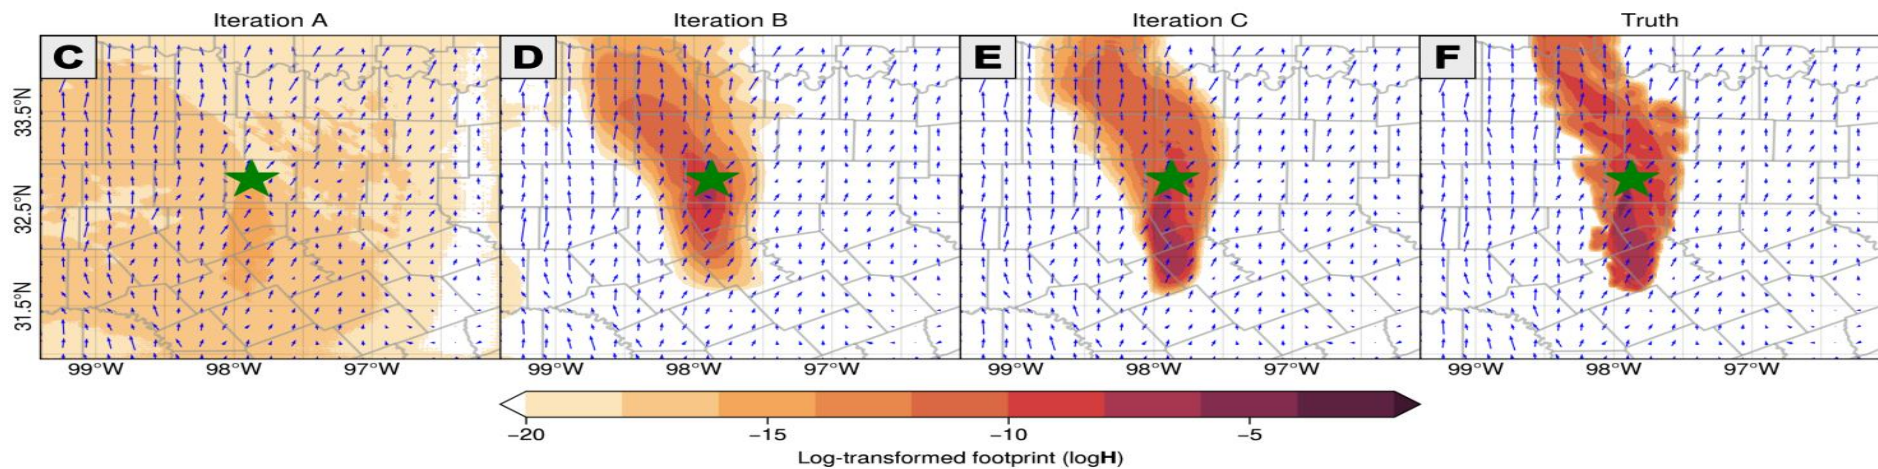 Iteration A
Iteration B
Iteration C
Truth
C
D
E
F
33.5°N
32.5°N
31.5°N
99°W 98°W 97°W
99°W 98°W 97°W
99°W 98°W 97°W
99°W 98°W 97°W
−20 −15 −10 −5
Log-transformed footprint (logH)